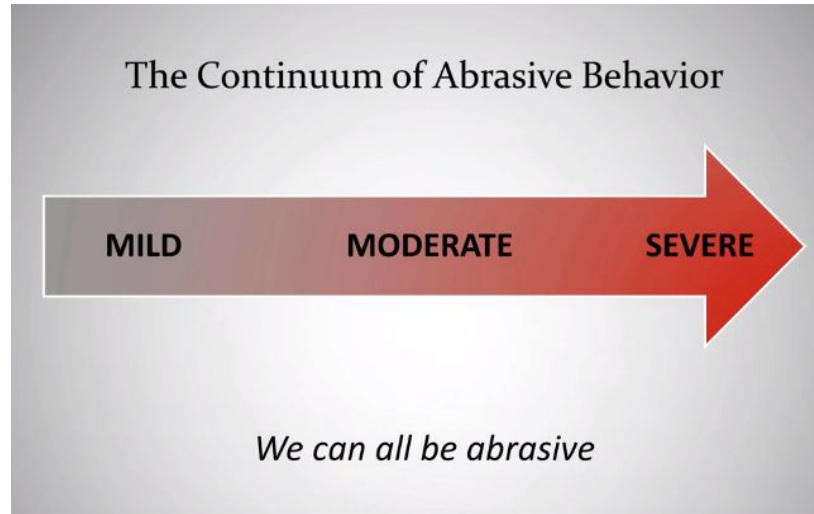 The Continuum of Abrasive Behavior
MILD MODERATE SEVERE
We can all be abrasive